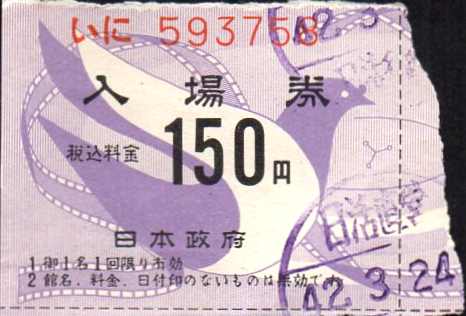 いに 593758
42.3
入場券
税込料金 150円
日本政府
1 御1名1回限り有効
2 館名、料金、日付印のないものは無効です
42.3.24